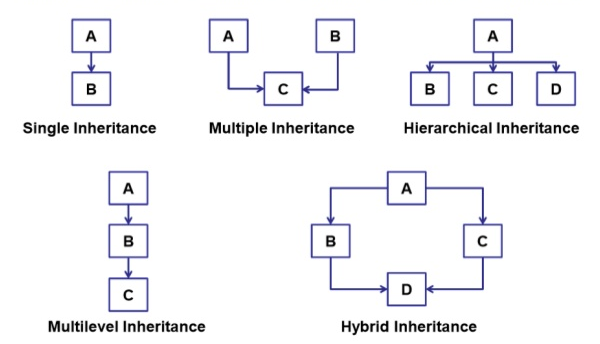 A
B
Single Inheritance
A B
C
Multiple Inheritance
A
B C D
Hierarchical Inheritance
A
B
C
Multilevel Inheritance
A
B C
D
Hybrid Inheritance